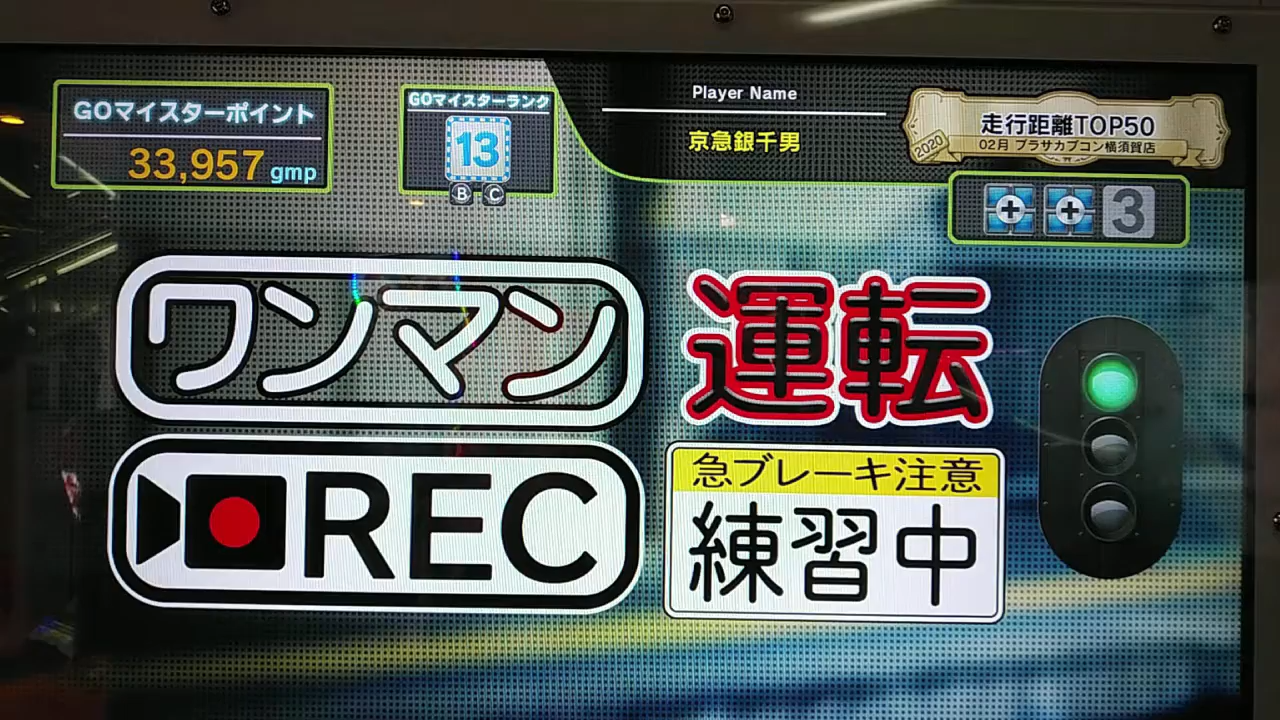 GOマイスターポイント
33,957 gmp
GOマイスターランク
13
B C
Player Name
京急銀千男
2020
走行距離TOP50
02月 プラサカプコン横須賀店
3
ワンマン
運転
REC
急ブレーキ注意
練習中